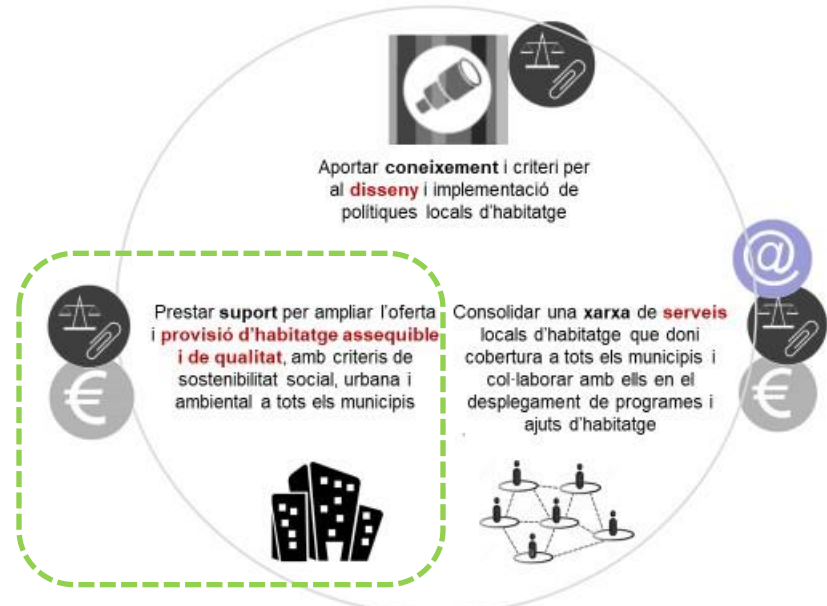 Aportar coneixement i criteri per
al disseny i implementació de
polítiques locals d'habitatge
@
Prestar suport per ampliar l'oferta
i provisió d'habitatge assequible
i de qualitat, amb criteris de
sostenibilitat social, urbana i
ambiental a tots els municipis
€
Consolidar una xarxa de serveis
locals d'habitatge que doni
cobertura a tots els municipis i
col·laborar amb ells en el
desplegament de programes i
ajuts d'habitatge
€